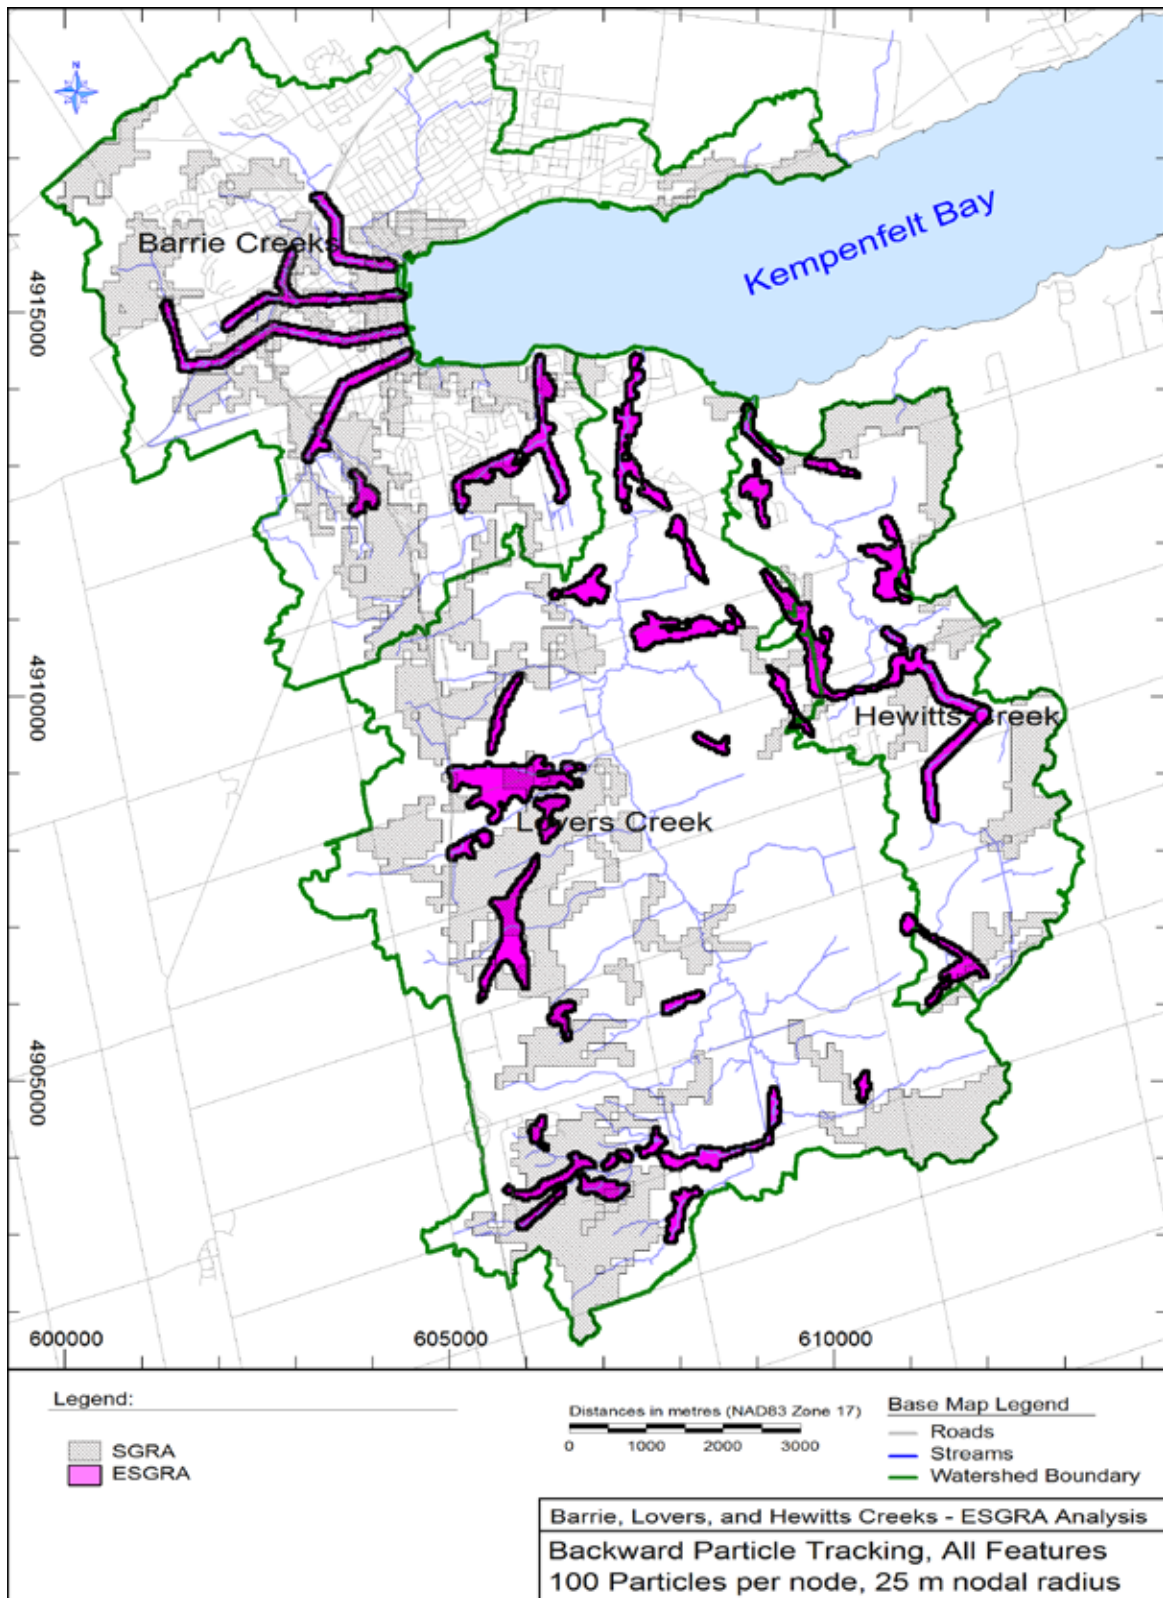 N
Barrie Creeks
Kempenfelt Bay
4915000
4910000
Hewitts Creek
Lovers Creek
4905000
600000
605000
610000
Legend:
SGRA
ESGRA
Distances in metres (NAD83 Zone 17)
0 1000 2000 3000
Base Map Legend
Roads
Streams
Watershed Boundary
Barrie, Lovers, and Hewitts Creeks - ESGRA Analysis
Backward Particle Tracking, All Features
100 Particles per node, 25 m nodal radius